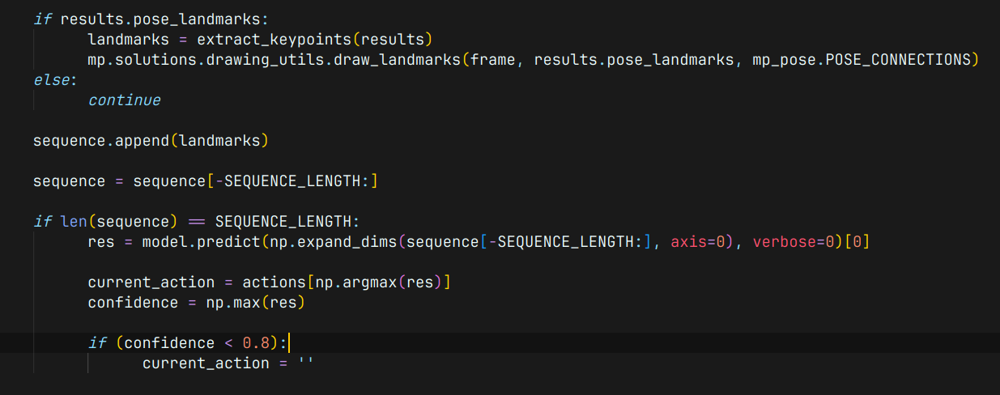 if results.pose_landmarks:
landmarks = extract_keypoints(results)
mp.solutions.drawing_utils.draw_landmarks(frame, results.pose_landmarks, mp_pose.POSE_CONNECTIONS)
else:
continue
sequence.append(landmarks)
sequence = sequence[-SEQUENCE_LENGTH:]
if len(sequence) == SEQUENCE_LENGTH:
res = model.predict(np.expand_dims(sequence[-SEQUENCE_LENGTH:], axis=0), verbose=0)[0]
current_action = actions[np.argmax(res)]
confidence = np.max(res)
if (confidence < 0.8):
current_action = ''